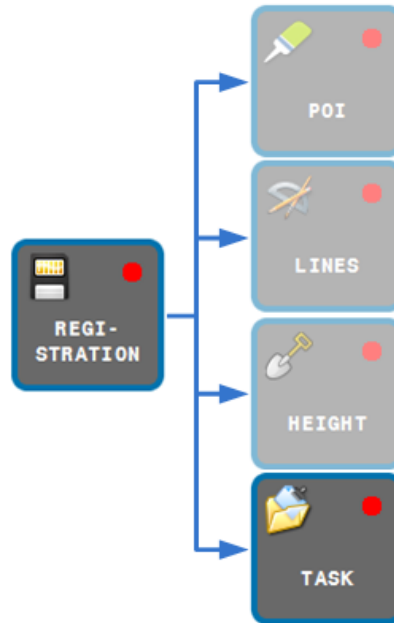 POI
LINES
REGI-
STRATION
HEIGHT
TASK